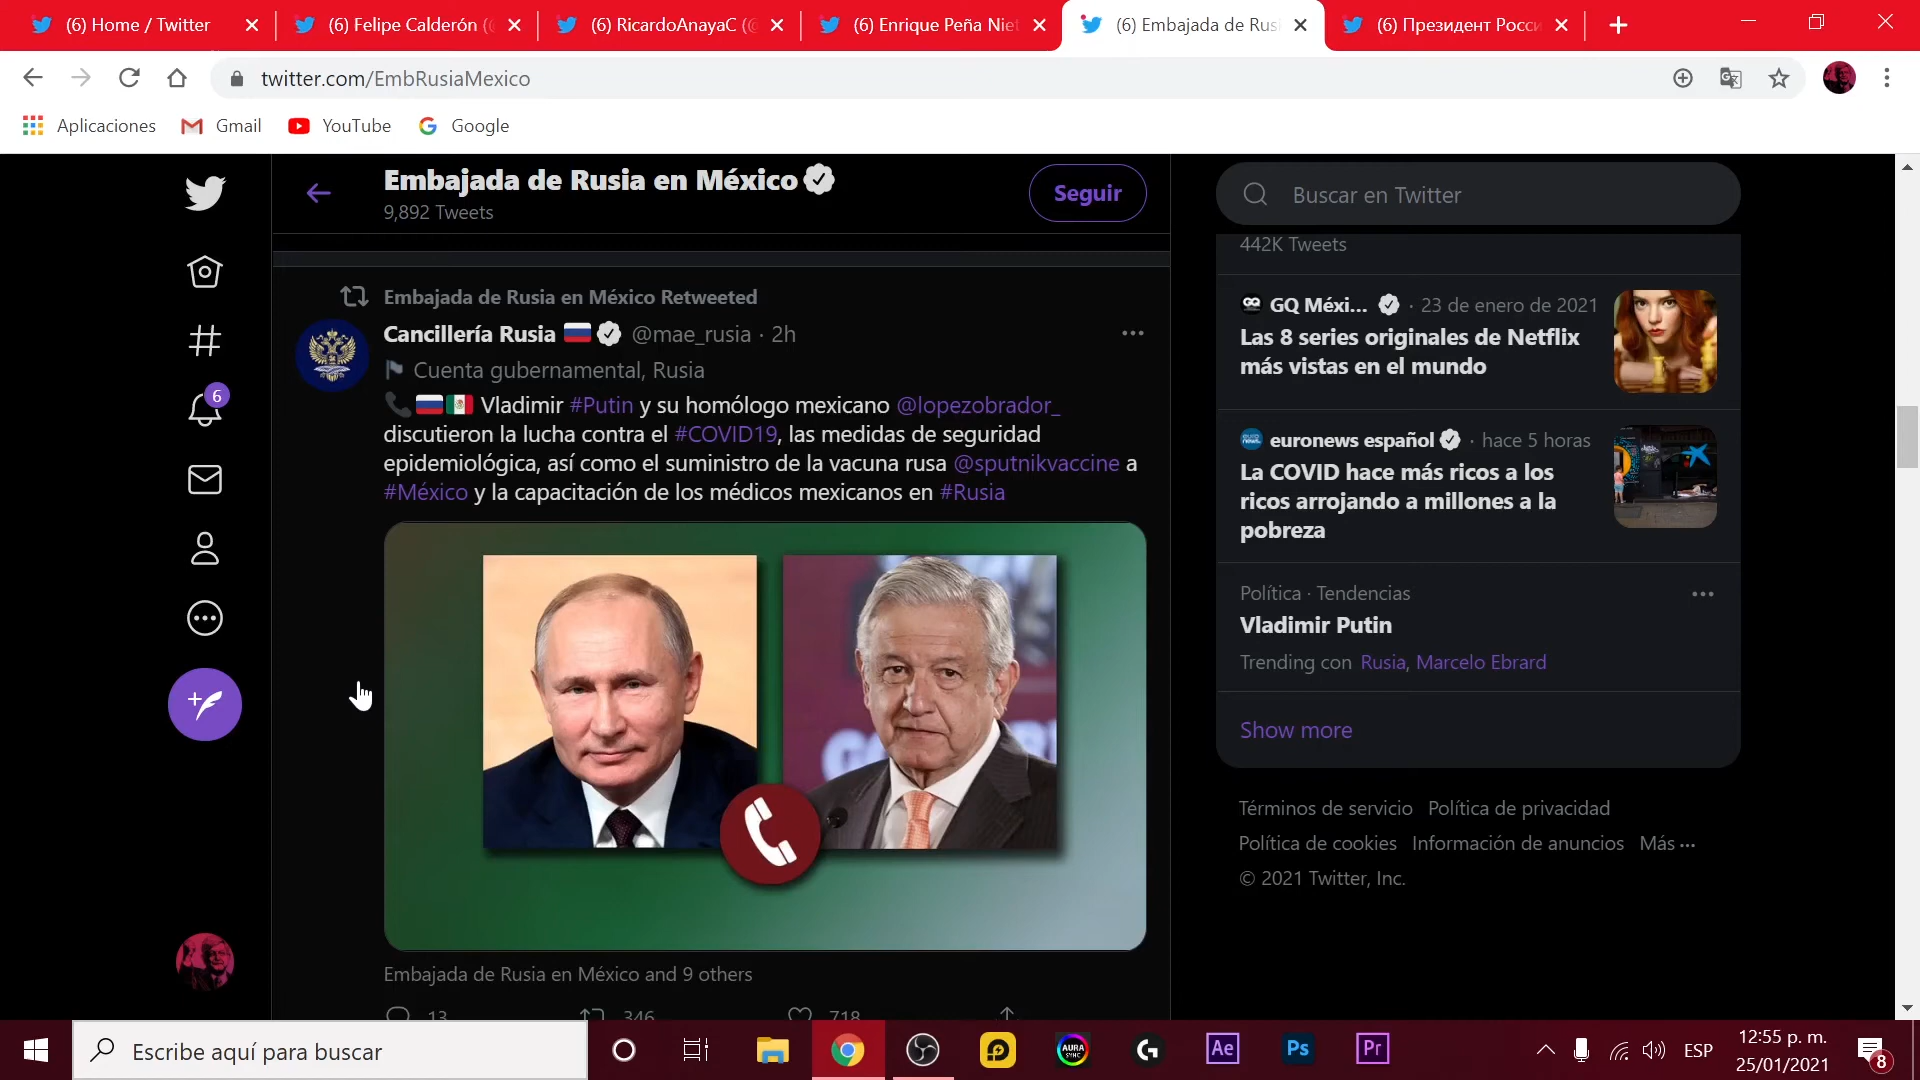 (6) Home / Twitter
(6) Felipe Calderón (
(6) RicardoAnayaC (@
(6) Enrique Peña Niet
(6) Embajada de Rusi
(6) Президент Росси
twitter.com/EmbRusiaMexico
Aplicaciones
Gmail
YouTube
Google
Embajada de Rusia en México
9,892 Tweets
Seguir
6
Embajada de Rusia en México Retweeted
Cancillería Rusia @mae_rusia · 2h
Cuenta gubernamental, Rusia
Vladimir #Putin y su homólogo mexicano @lopezobrador_
discutieron la lucha contra el #COVID19, las medidas de seguridad
epidemiológica, así como el suministro de la vacuna rusa @sputnikvaccine a
#México y la capacitación de los médicos mexicanos en #Rusia
Embajada de Rusia en México and 9 others
13
346
718
Buscar en Twitter
442K Tweets
GQ Méxi... · 23 de enero de 2021
Las 8 series originales de Netflix
más vistas en el mundo
euronews español · hace 5 horas
La COVID hace más ricos a los
ricos arrojando a millones a la
pobreza
Política · Tendencias
Vladimir Putin
Trending con Rusia, Marcelo Ebrard
Show more
Términos de servicio Política de privacidad
Política de cookies Información de anuncios Más ···
© 2021 Twitter, Inc.
Escribe aquí para buscar
AURA
SYNC
Ae
Ps
Pr
ESP
12:55 p. m.
25/01/2021
8